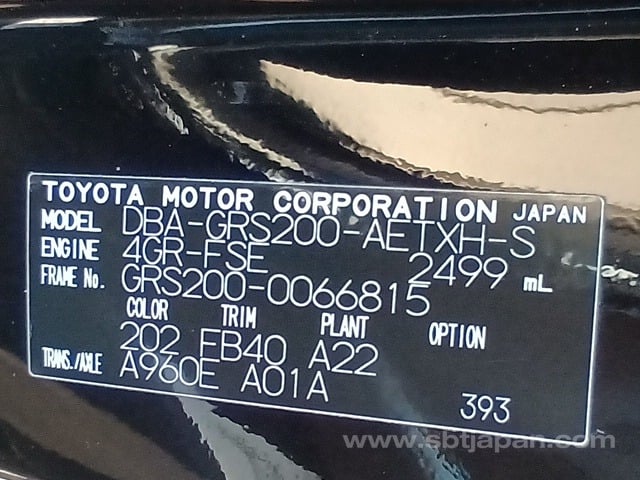 TOYOTA MOTOR CORPORATION JAPAN
MODEL DBA-GRS200-AETXH-S
ENGINE 4GR-FSE 2499 mL
FRAME No. GRS200-0066815
COLOR TRIM PLANT OPTION
202 FB40 A22
TRANS./AXLE A960E A01A
393
www.sbtjapan.com